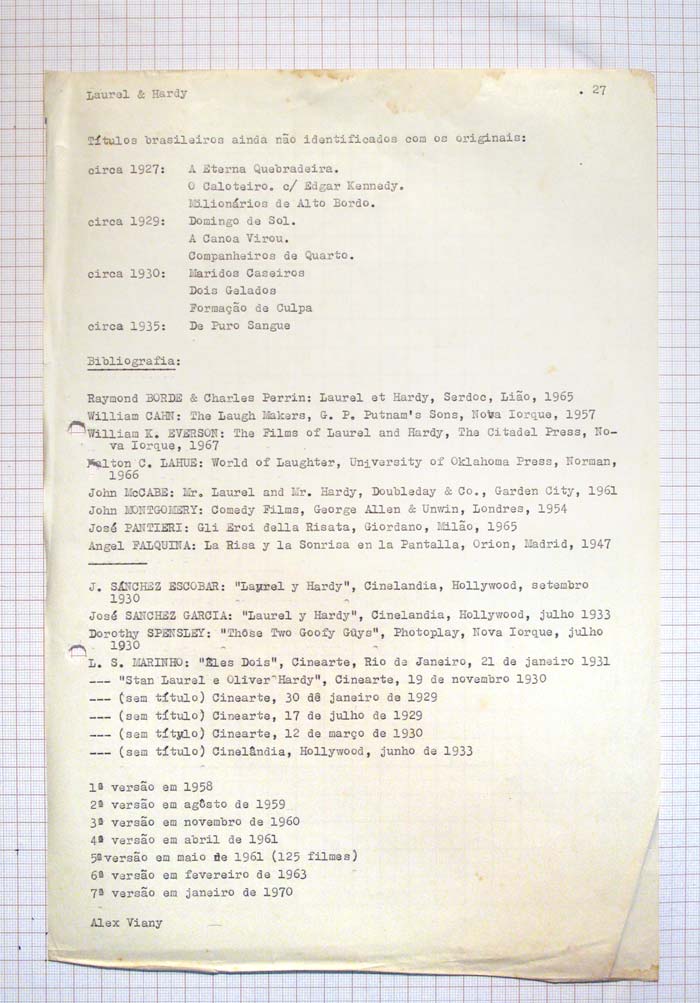 Laurel & Hardy . 27
Títulos brasileiros ainda não identificados com os originais:
circa 1927: A Eterna Quebradeira.
O Caloteiro. c/ Edgar Kennedy.
Milionários de Alto Bordo.
circa 1929: Domingo de Sol.
A Canoa Virou.
Companheiros de Quarto.
circa 1930: Maridos Caseiros
Dois Gelados
Formação de Culpa
circa 1935: De Puro Sangue
Bibliografia:
Raymond BORDE & Charles Perrin: Laurel et Hardy, Serdoc, Lião, 1965
William CAHN: The Laugh Makers, G. P. Putnam's Sons, Nova Iorque, 1957
William K. EVERSON: The Films of Laurel and Hardy, The Citadel Press, No-
va Iorque, 1967
Kalton C. LAHUE: World of Laughter, University of Oklahoma Press, Norman,
1966
John McCABE: Mr. Laurel and Mr. Hardy, Doubleday & Co., Garden City, 1961
John MONTGOMERY: Comedy Films, George Allen & Unwin, Londres, 1954
José PANTIERI: Gli Eroi della Risata, Giordano, Milão, 1965
Angel FALQUINA: La Risa y la Sonrisa en la Pantalla, Orion, Madrid, 1947
J. SÁNCHEZ ESCOBAR: "Laurel y Hardy", Cinelandia, Hollywood, setembro
1930
José SANCHEZ GARCIA: "Laurel y Hardy", Cinelandia, Hollywood, julho 1933
Dorothy SPENSLEY: "Those Two Goofy Guys", Photoplay, Nova Iorque, julho
1930
L. S. MARINHO: "Êles Dois", Cinearte, Rio de Janeiro, 21 de janeiro 1931
--- "Stan Laurel e Oliver Hardy", Cinearte, 19 de novembro 1930
--- (sem título) Cinearte, 30 de janeiro de 1929
--- (sem título) Cinearte, 17 de julho de 1929
--- (sem título) Cinearte, 12 de março de 1930
--- (sem título) Cinelândia, Hollywood, junho de 1933
1ª versão em 1958
2ª versão em agôsto de 1959
3ª versão em novembro de 1960
4ª versão em abril de 1961
5ªversão em maio de 1961 (125 filmes)
6ª versão em fevereiro de 1963
7ª versão em janeiro de 1970
Alex Viany